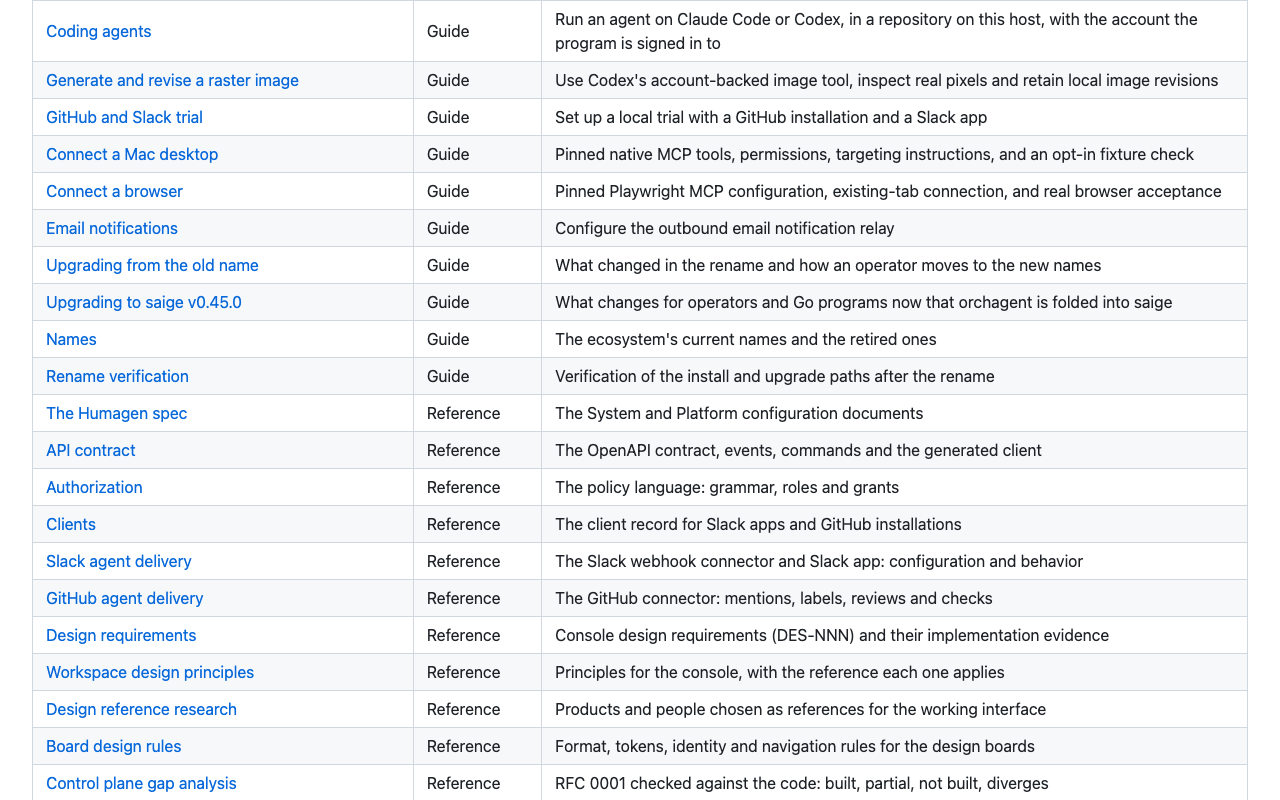 Coding agents Guide Run an agent on Claude Code or Codex, in a repository on this host, with the account the
program is signed in to
Generate and revise a raster image Guide Use Codex's account-backed image tool, inspect real pixels and retain local image revisions
GitHub and Slack trial Guide Set up a local trial with a GitHub installation and a Slack app
Connect a Mac desktop Guide Pinned native MCP tools, permissions, targeting instructions, and an opt-in fixture check
Connect a browser Guide Pinned Playwright MCP configuration, existing-tab connection, and real browser acceptance
Email notifications Guide Configure the outbound email notification relay
Upgrading from the old name Guide What changed in the rename and how an operator moves to the new names
Upgrading to saige v0.45.0 Guide What changes for operators and Go programs now that orchagent is folded into saige
Names Guide The ecosystem's current names and the retired ones
Rename verification Guide Verification of the install and upgrade paths after the rename
The Humagen spec Reference The System and Platform configuration documents
API contract Reference The OpenAPI contract, events, commands and the generated client
Authorization Reference The policy language: grammar, roles and grants
Clients Reference The client record for Slack apps and GitHub installations
Slack agent delivery Reference The Slack webhook connector and Slack app: configuration and behavior
GitHub agent delivery Reference The GitHub connector: mentions, labels, reviews and checks
Design requirements Reference Console design requirements (DES-NNN) and their implementation evidence
Workspace design principles Reference Principles for the console, with the reference each one applies
Design reference research Reference Products and people chosen as references for the working interface
Board design rules Reference Format, tokens, identity and navigation rules for the design boards
Control plane gap analysis Reference RFC 0001 checked against the code: built, partial, not built, diverges